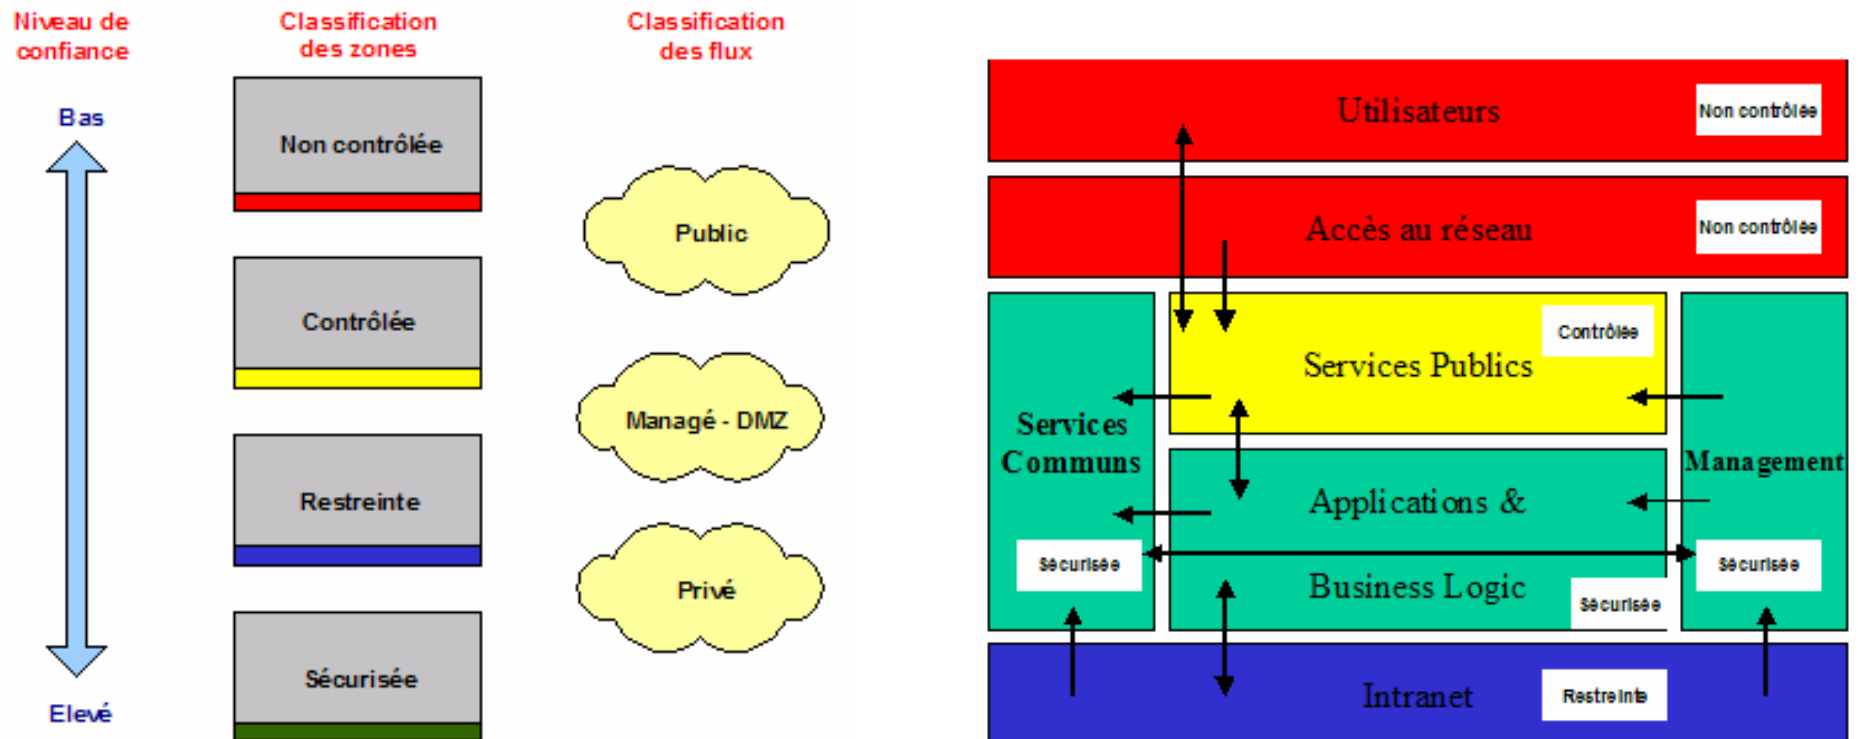 Niveau de
confiance
Classification
des zones
Classification
des flux
Bas
Elevé
Non contrôlée
Contrôlée
Restreinte
Sécurisée
Public
Managé - DMZ
Privé
Utilisateurs
Non contrôlée
Accès au réseau
Non contrôlée
Services
Communs
Sécurisée
Services Publics
Contrôlée
Applications &
Business Logic
Sécurisée
Management
Sécurisée
Intranet
Restreinte